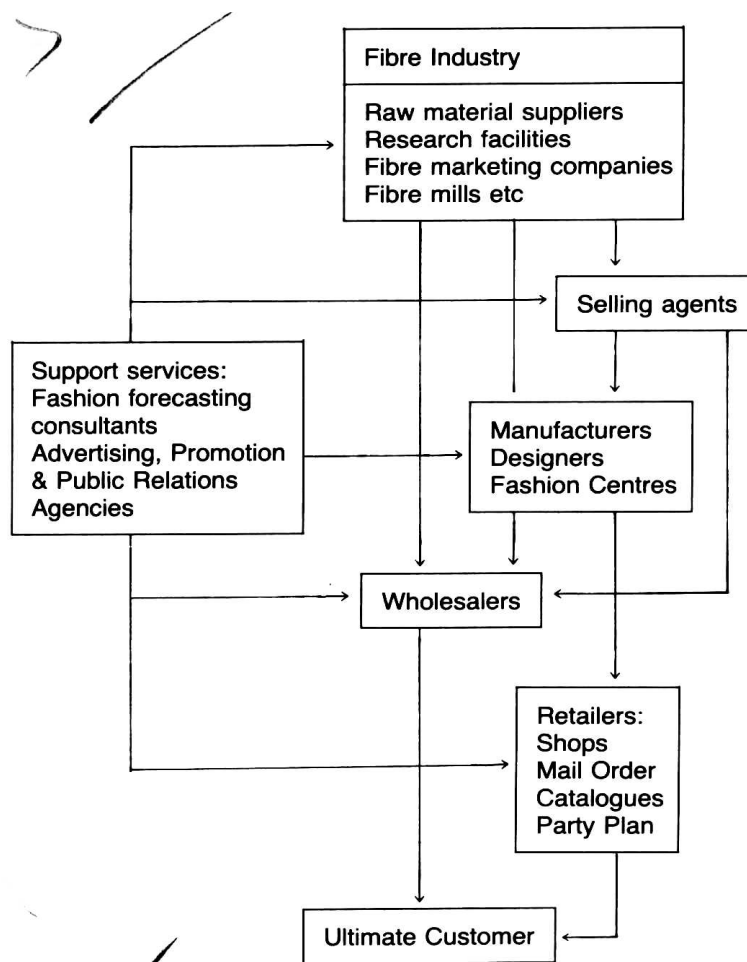 Fibre Industry
Raw material suppliers
Research facilities
Fibre marketing companies
Fibre mills etc
Selling agents
Support services:
Fashion forecasting
consultants
Advertising, Promotion
& Public Relations
Agencies
Manufacturers
Designers
Fashion Centres
Wholesalers
Retailers:
Shops
Mail Order
Catalogues
Party Plan
Ultimate Customer